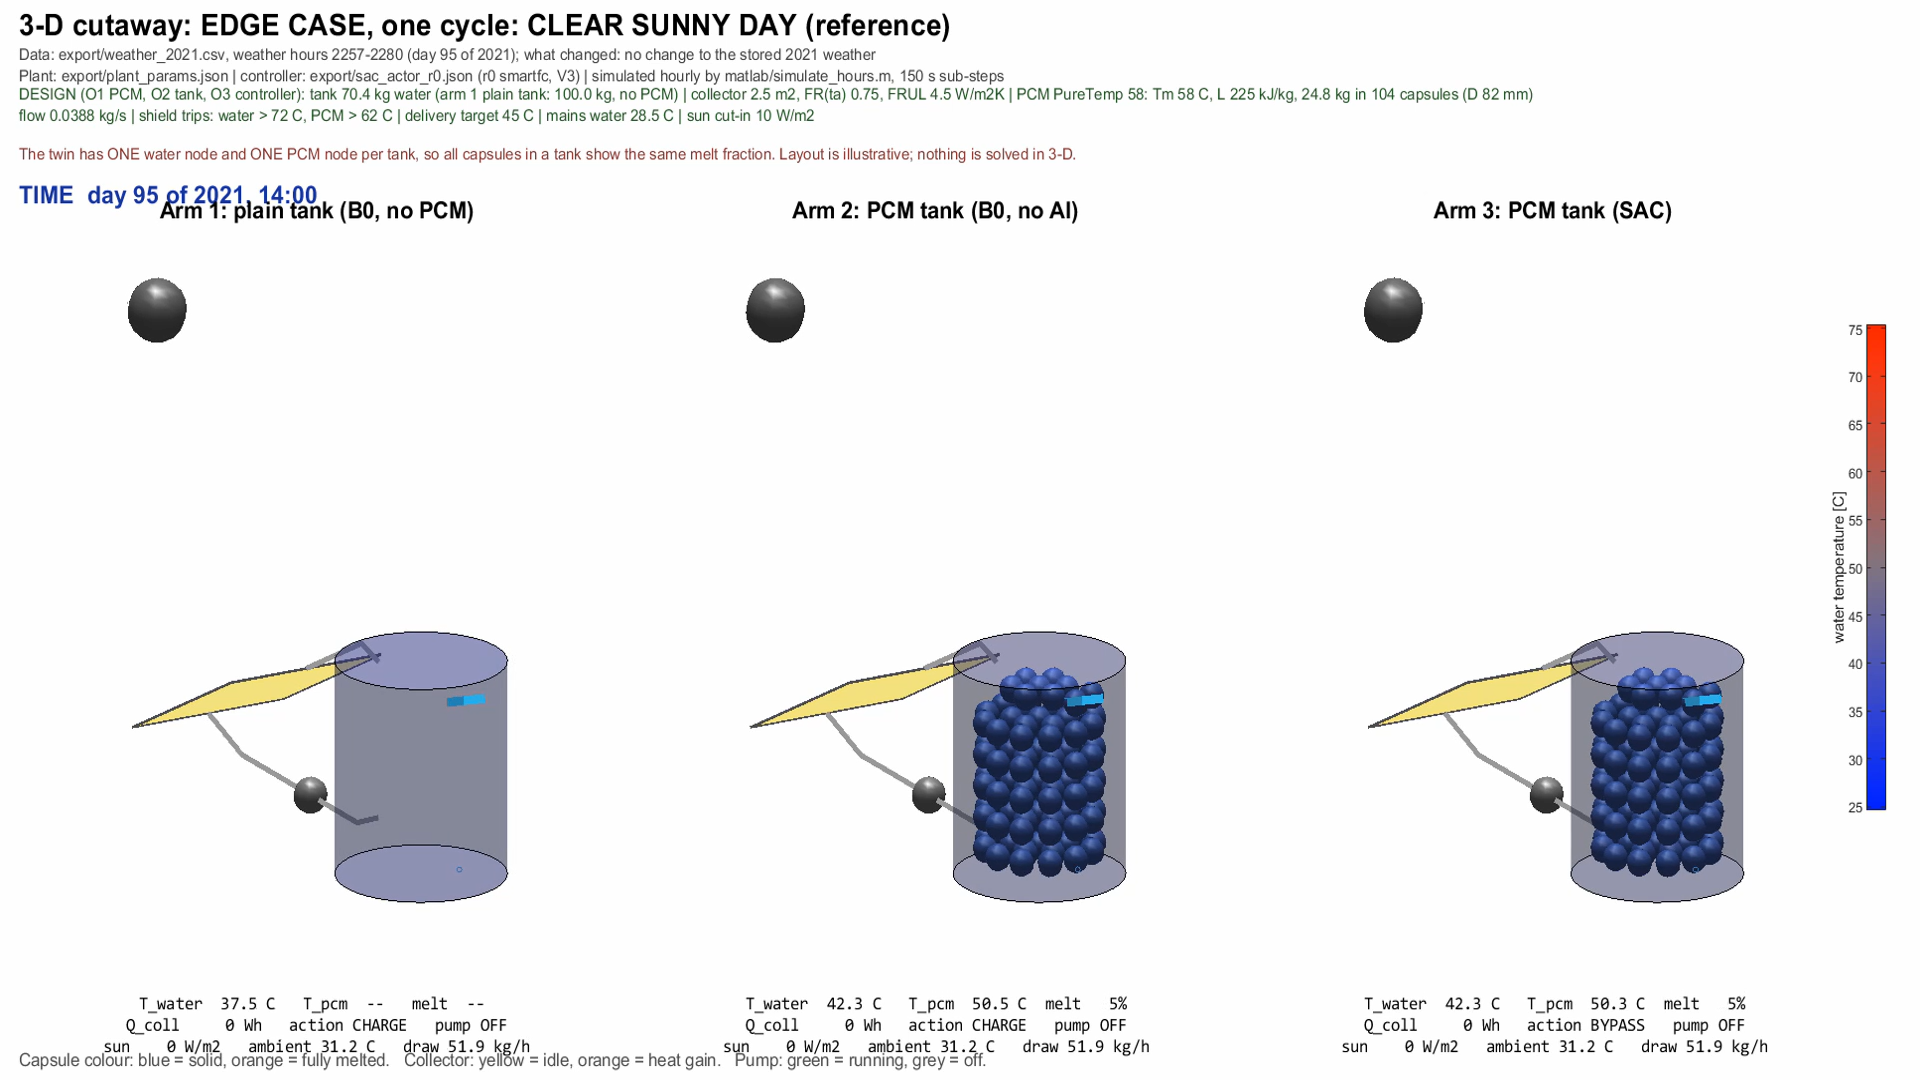 3-D cutaway: EDGE CASE, one cycle: CLEAR SUNNY DAY (reference)
Data: export/weather_2021.csv, weather hours 2257-2280 (day 95 of 2021); what changed: no change to the stored 2021 weather
Plant: export/plant_params.json | controller: export/sac_actor_r0.json (r0 smartfc, V3) | simulated hourly by matlab/simulate_hours.m, 150 s sub-steps
DESIGN (O1 PCM, O2 tank, O3 controller): tank 70.4 kg water (arm 1 plain tank: 100.0 kg, no PCM) | collector 2.5 m2, FR(ta) 0.75, FRUL 4.5 W/m2K | PCM PureTemp 58: Tm 58 C, L 225 kJ/kg, 24.8 kg in 104 capsules (D 82 mm)
flow 0.0388 kg/s | shield trips: water > 72 C, PCM > 62 C | delivery target 45 C | mains water 28.5 C | sun cut-in 10 W/m2
The twin has ONE water node and ONE PCM node per tank, so all capsules in a tank show the same melt fraction. Layout is illustrative; nothing is solved in 3-D.
TIME  day 95 of 2021, 14:00
Arm 1: plain tank (B0, no PCM)
Arm 2: PCM tank (B0, no AI)
Arm 3: PCM tank (SAC)
75
70
65
60
55
50
45
40
35
30
25
water temperature [C]
T_water  37.5 C   T_pcm  --   melt  --
Q_coll     0 Wh   action CHARGE   pump OFF
sun    0 W/m2   ambient 31.2 C   draw 51.9 kg/h
T_water  42.3 C   T_pcm  50.5 C  melt   5%
Q_coll     0 Wh   action CHARGE   pump OFF
sun    0 W/m2   ambient 31.2 C   draw 51.9 kg/h
T_water  42.3 C   T_pcm  50.3 C  melt   5%
Q_coll     0 Wh   action BYPASS   pump OFF
sun    0 W/m2   ambient 31.2 C   draw 51.9 kg/h
Capsule colour: blue = solid, orange = fully melted.   Collector: yellow = idle, orange = heat gain.   Pump: green = running, grey = off.